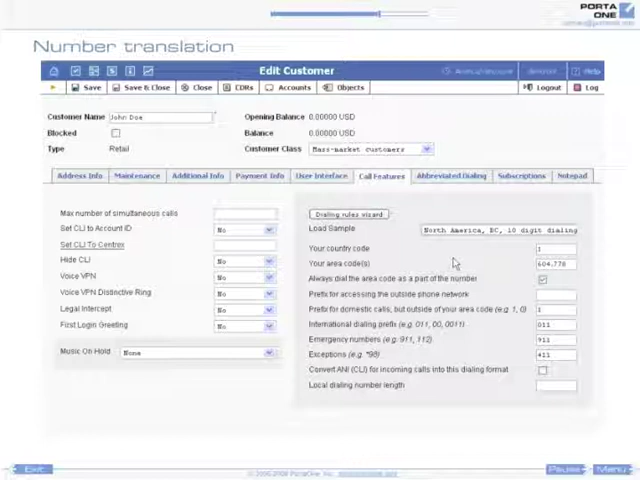 PORTA
ONE
Number translation
Edit Customer
Help
Save
Save & Close
Close
CDRs
Accounts
Objects
Logout
Log
Customer Name John Doe
Opening Balance 0.00000 USD
Blocked
Balance 0.00000 USD
Type Retail
Customer Class Mass-market customers
Address Info Maintenance Additional Info Payment Info User Interface Call Features Abbreviated Dialing Subscriptions Notepad
Max number of simultaneous calls
Set CLI to Account ID No
Set CLI To Centrex
Hide CLI No
Voice VPN No
Voice VPN Distinctive Ring No
Legal Intercept No
First Login Greeting No
Music On Hold None
Dialing rules wizard
Load Sample North America, BC, 10 digit dialing
Your country code 1
Your area code(s) 604,778
Always dial the area code as a part of the number
Prefix for accessing the outside phone network
Prefix for domestic calls, but outside of your area code (e.g. 1, 0) 1
International dialing prefix (e.g. 011, 00, 0011) 011
Emergency numbers (e.g. 911, 112) 911
Exceptions (e.g. *98) 411
Convert ANI (CLI) for incoming calls into this dialing format
Local dialing number length
Exit
Pause
Menu